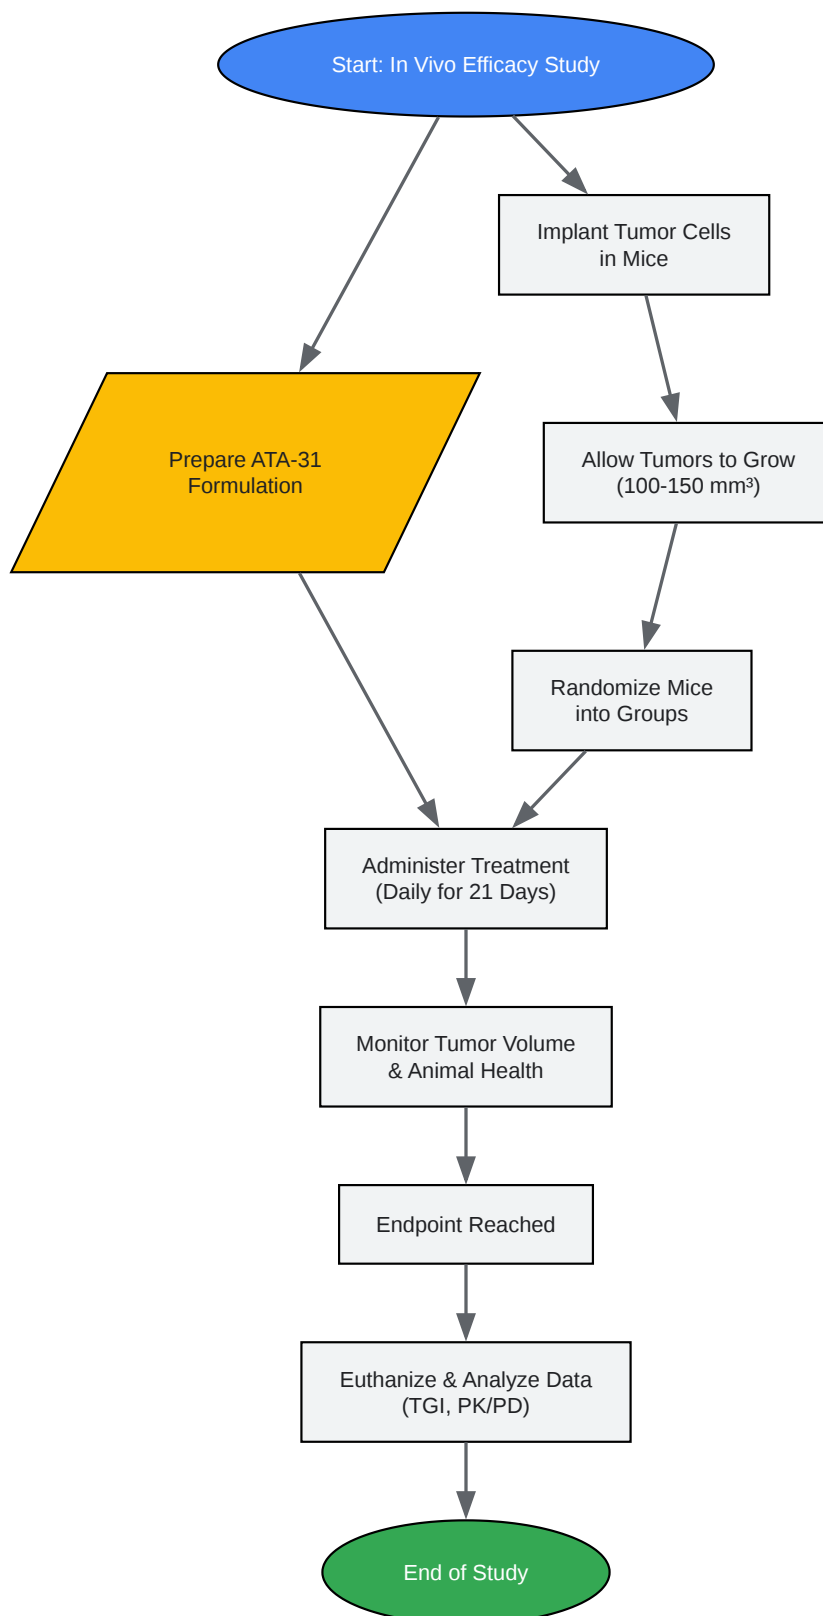 Start: In Vivo Efficacy Study
Implant Tumor Cells
in Mice
Prepare ATA-31
Formulation
Allow Tumors to Grow
(100-150 mm³)
Randomize Mice
into Groups
Administer Treatment
(Daily for 21 Days)
Monitor Tumor Volume
& Animal Health
Endpoint Reached
Euthanize & Analyze Data
(TGI, PK/PD)
End of Study